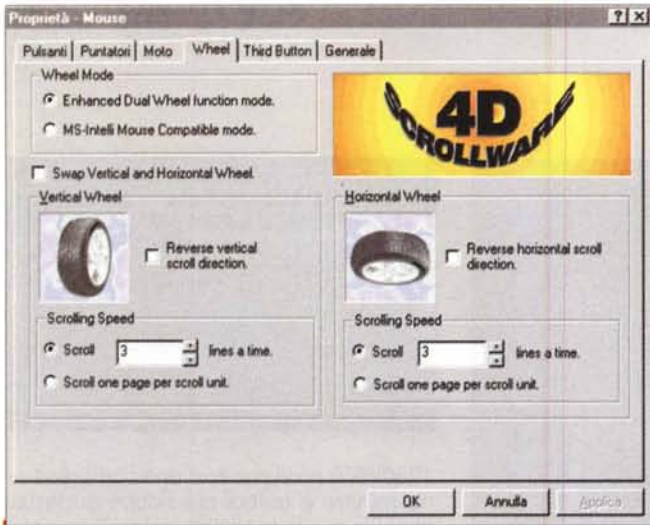 Proprietà - Mouse
Pulsanti Puntatori Moto Wheel Third Button Generale
Wheel Mode
Enhanced Dual Wheel function mode.
MS-Intelli Mouse Compatible mode.
4D
SCROLLWARE
Swap Vertical and Horizontal Wheel.
Vertical Wheel
Reverse vertical
scroll direction.
Scrolling Speed
Scroll 3 lines a time.
Scroll one page per scroll unit.
Horizontal Wheel
Reverse horizontal scroll
direction.
Scrolling Speed
Scroll 3 lines a time.
Scroll one page per scroll unit.
OK Annulla Applica